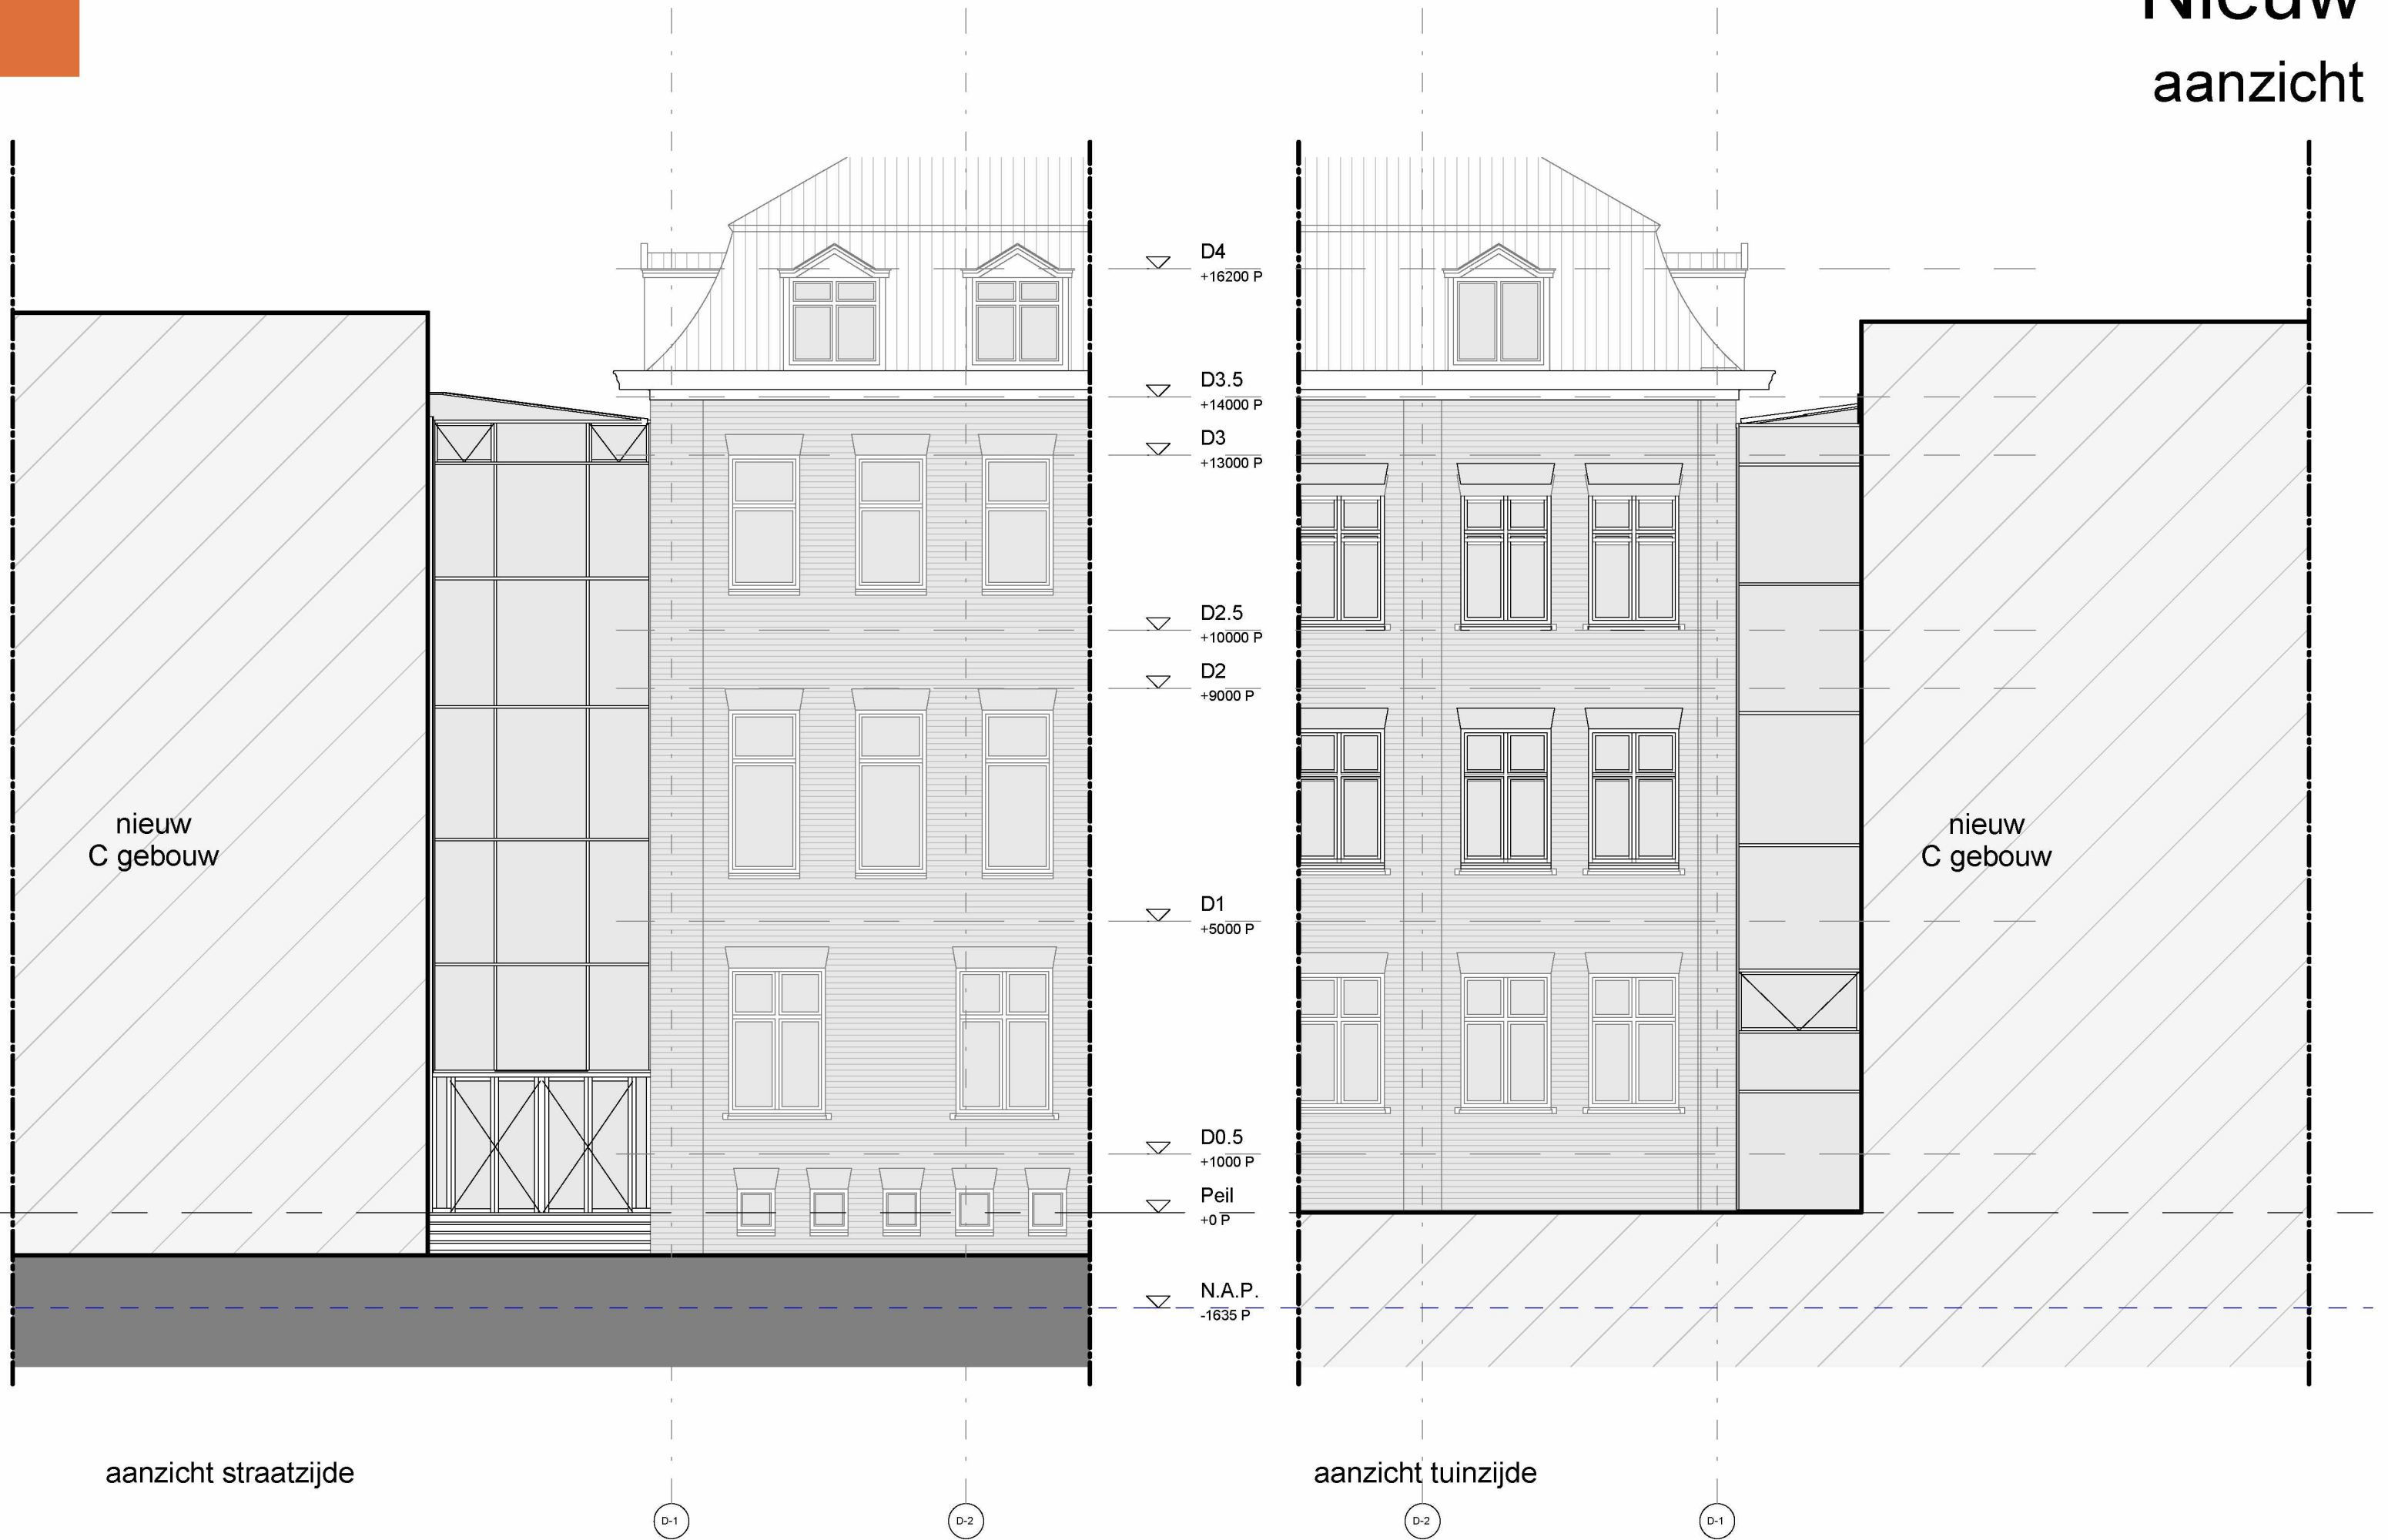 Nieuw
aanzicht
D4
+16200 P
D3.5
+14000 P
D3
+13000 P
D2.5
+10000 P
D2
+9000 P
nieuw
C gebouw
nieuw
C gebouw
D1
+5000 P
D0.5
+1000 P
Peil
+0 P
N.A.P.
-1635 P
aanzicht straatzijde
aanzicht tuinzijde
D-1
D-2
D-2
D-1